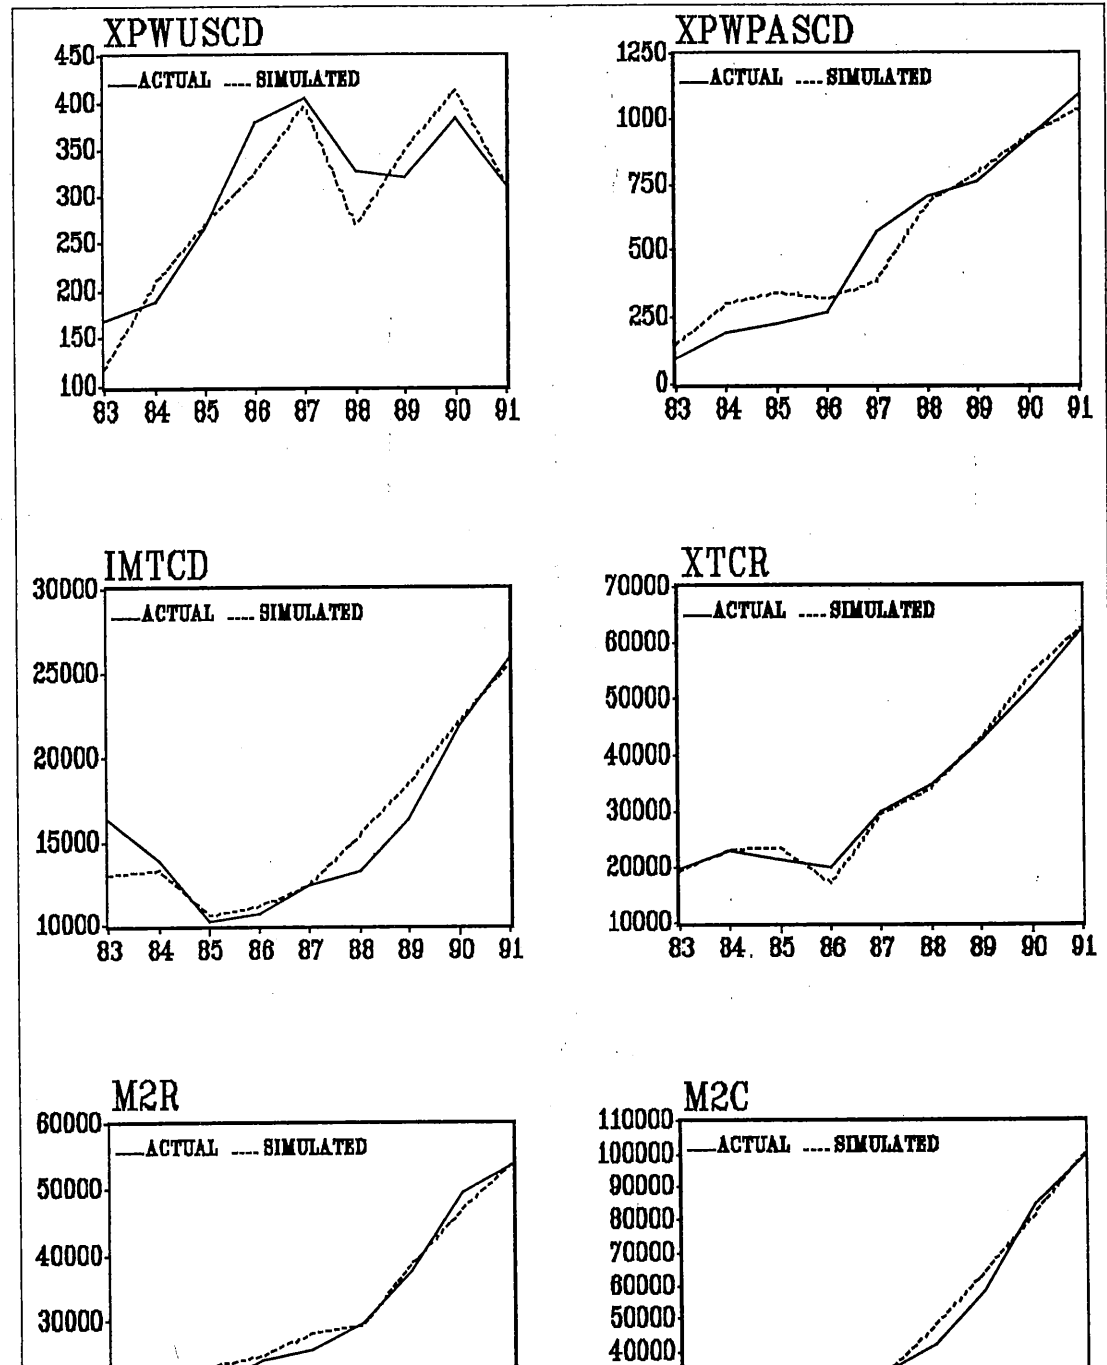 XPWUSCD
450
400
350
300
250
200
150
100
ACTUAL SIMULATED
83 84 85 86 87 88 89 90 91
XPWPASCD
1250
1000
750
500
250
0
ACTUAL SIMULATED
83 84 85 86 87 88 89 90 91
IMTCD
30000
25000
20000
15000
10000
ACTUAL SIMULATED
83 84 85 86 87 88 89 90 91
XTCR
70000
60000
50000
40000
30000
20000
10000
ACTUAL SIMULATED
83 84 85 86 87 88 89 90 91
M2R
60000
50000
40000
30000
ACTUAL SIMULATED
M2C
110000
100000
90000
80000
70000
60000
50000
40000
ACTUAL SIMULATED